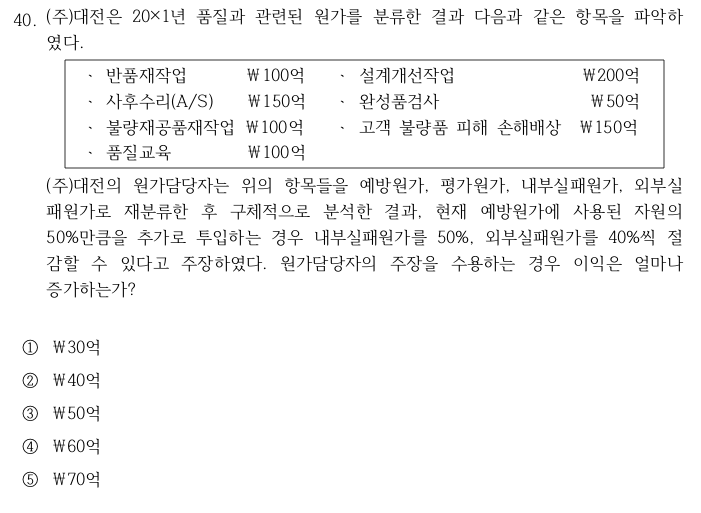 40. (주)대전은 20×1년 품질과 관련된 원가를 분류한 결과 다음과 같은 항목을 파악하
였다.
、 반품재작업 ₩100억 、 설계개선작업 ₩200억
、 사후수리(A/S) ₩150억 、 완성품검사 ₩50억
、 불량재공품재작업 ₩100억 、 고객 불량품 피해 손해배상 ₩150억
、 품질교육 ₩100억
(주)대전의 원가담당자는 위의 항목들을 예방원가, 평가원가, 내부실패원가, 외부실
패원가로 재분류한 후 구체적으로 분석한 결과, 현재 예방원가에 사용된 자원의
50%만큼을 추가로 투입하는 경우 내부실패원가를 50%, 외부실패원가를 40%씩 절
감할 수 있다고 주장하였다. 원가담당자의 주장을 수용하는 경우 이익은 얼마나
증가하는가?
① ₩30억
② ₩40억
③ ₩50억
④ ₩60억
⑤ ₩70억